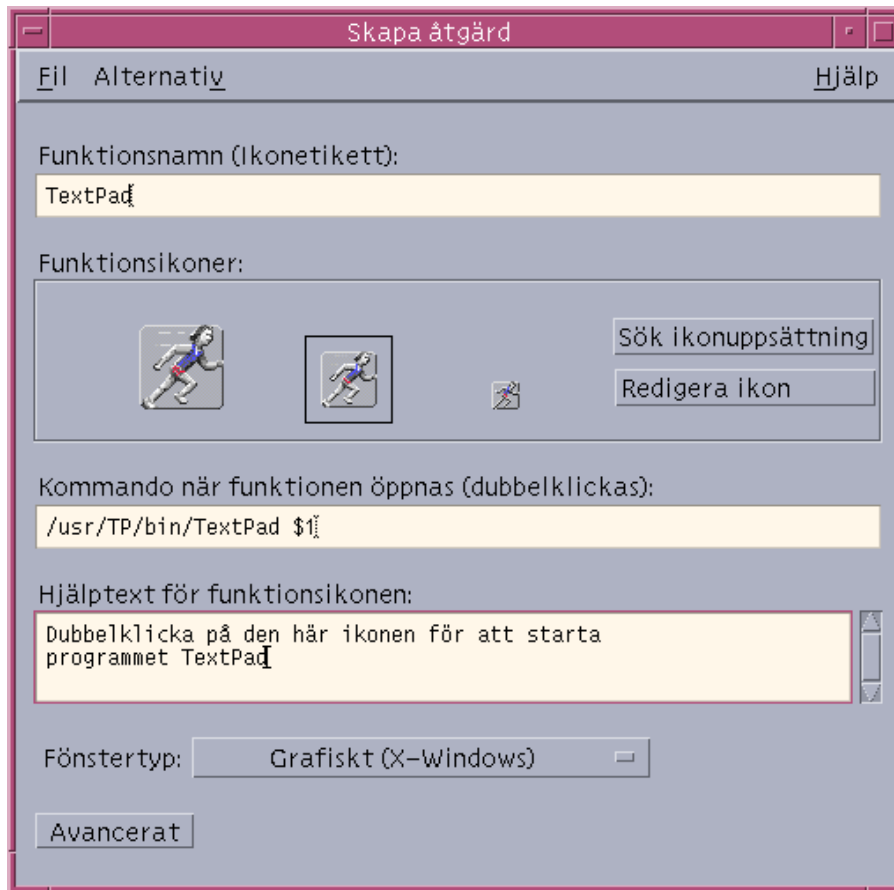 Skapa åtgärd
Fil Alternativ Hjälp
Funktionsnamn (Ikonetikett):
TextPad
Funktionsikoner:
Sök ikonuppsättning
Redigera ikon
Kommando när funktionen öppnas (dubbelklickas):
/usr/TP/bin/TextPad $1
Hjälptext för funktionsikonen:
Dubbelklicka på den här ikonen för att starta
programmet TextPad
Fönstertyp: Grafiskt (X-Windows)
Avancerat